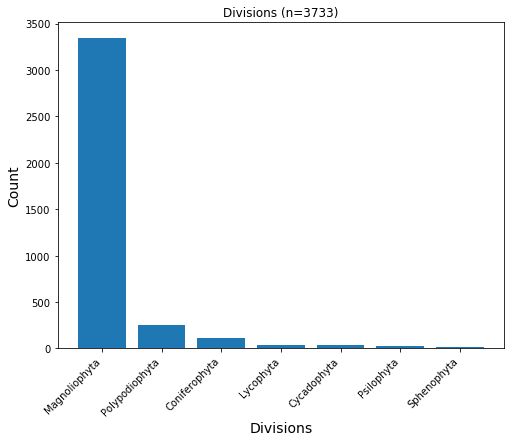 Divisions (n=3733)
3500
3000
2500
2000
1500
1000
500
0
Count
Magnoliophyta
Polypodiophyta
Coniferophyta
Lycophyta
Cycadophyta
Psilophyta
Sphenophyta
Divisions